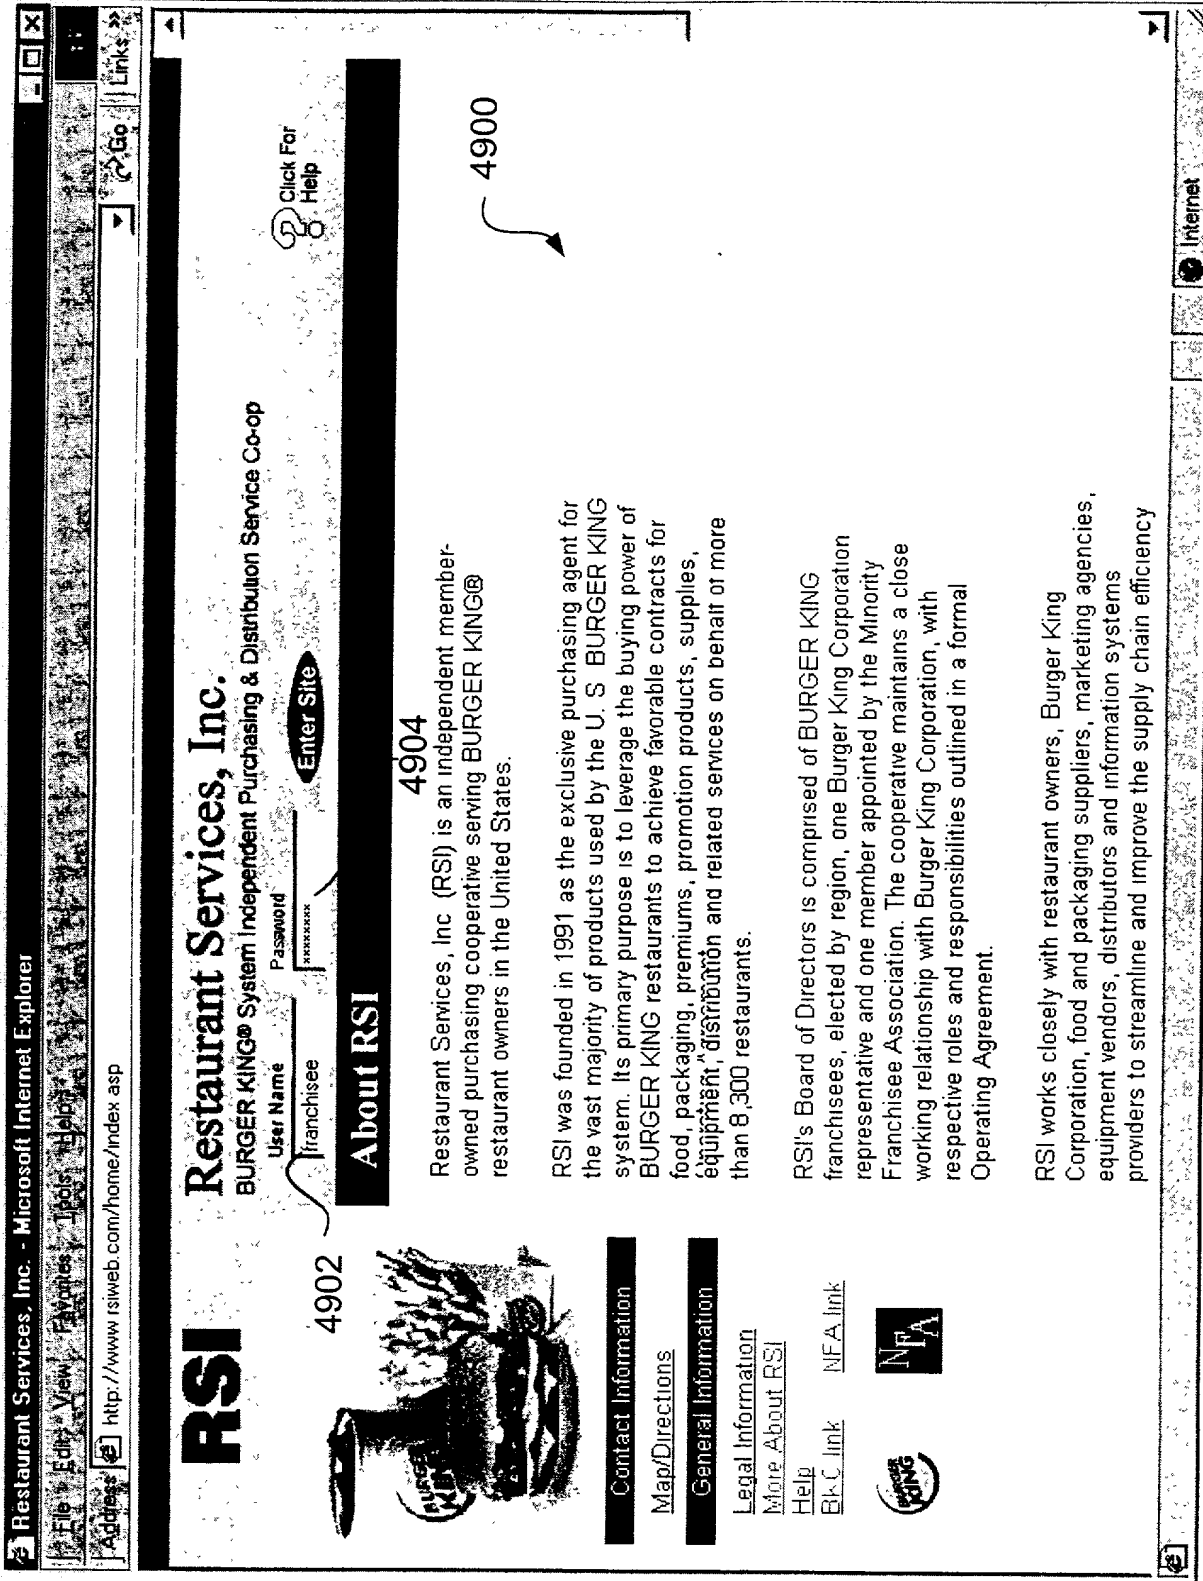 Restaurant Services, Inc. - Microsoft Internet Explorer
File Edit View Favorites Tools Help
Address http://www.rsiweb.com/home/index asp Go Links »
RSI
Restaurant Services, Inc.
BURGER KING® System Independent Purchasing & Distribution Service Co-op
User Name Password
franchisee xxxxxxxx Enter Site
Click For
Help
4902
4904
4900
About RSI
BURGER
KING
Contact Information
Map/Directions
General Information
Legal Information
More About RSI
Help
BKC link NFA link
BURGER
KING
NFA
Restaurant Services, Inc (RSI) is an independent member-
owned purchasing cooperative serving BURGER KING®
restaurant owners in the United States.
RSI was founded in 1991 as the exclusive purchasing agent for
the vast majority of products used by the U. S BURGER KING
system. Its primary purpose is to leverage the buying power of
BURGER KING restaurants to achieve favorable contracts for
food, packaging, premiums, promotion products, supplies,
equipment, distribution and related services on behalf of more
than 8,300 restaurants.
RSI's Board of Directors is comprised of BURGER KING
franchisees, elected by region, one Burger King Corporation
representative and one member appointed by the Minority
Franchisee Association. The cooperative maintains a close
working relationship with Burger King Corporation, with
respective roles and responsibilities outlined in a formal
Operating Agreement.
RSI works closely with restaurant owners, Burger King
Corporation, food and packaging suppliers, marketing agencies,
equipment vendors, distributors and information systems
providers to streamline and improve the supply chain efficiency
Internet